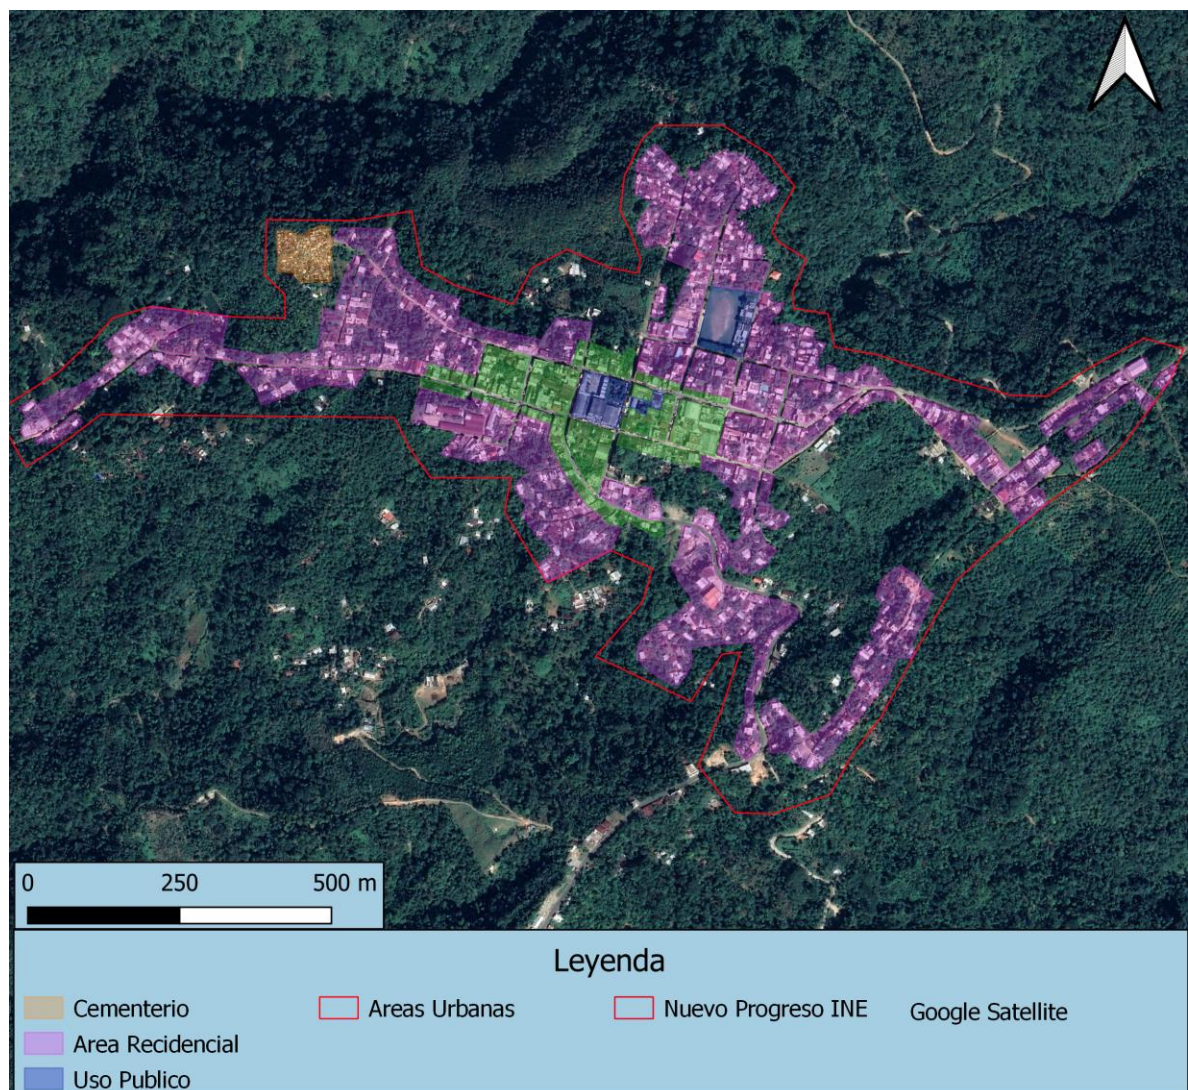 0 250 500 m
Leyenda
Cementerio Areas Urbanas Nuevo Progreso INE Google Satellite
Area Recidencial
Uso Publico